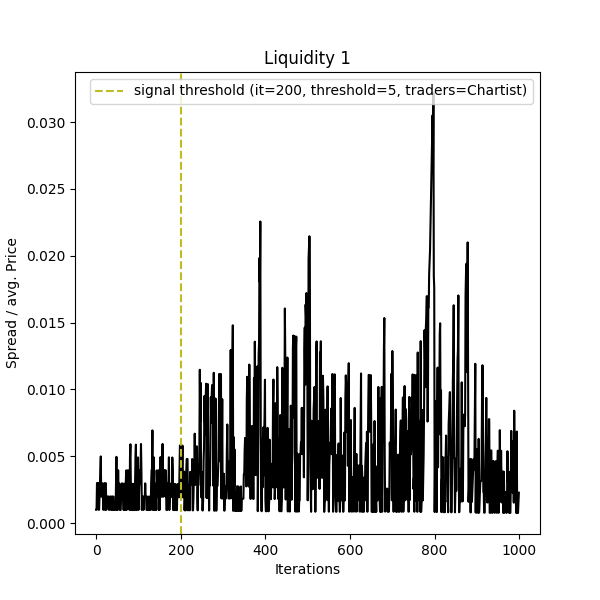 Liquidity 1
signal threshold (it=200, threshold=5, traders=Chartist)
0.030
0.025
0.020
0.015
0.010
0.005
0.000
Spread / avg. Price
0 200 400 600 800 1000
Iterations